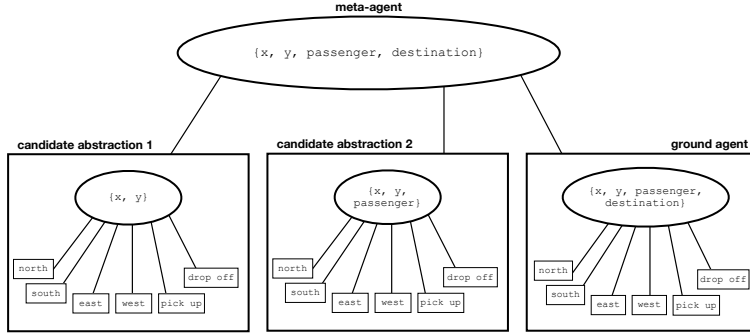 meta-agent
{x, y, passenger, destination}
candidate abstraction 1
candidate abstraction 2
ground agent
{x, y}
{x, y,
passenger}
{x, y, passenger,
destination}
north
south
east
west
pick up
drop off
north
south
east
west
pick up
drop off
north
south
east
west
pick up
drop off